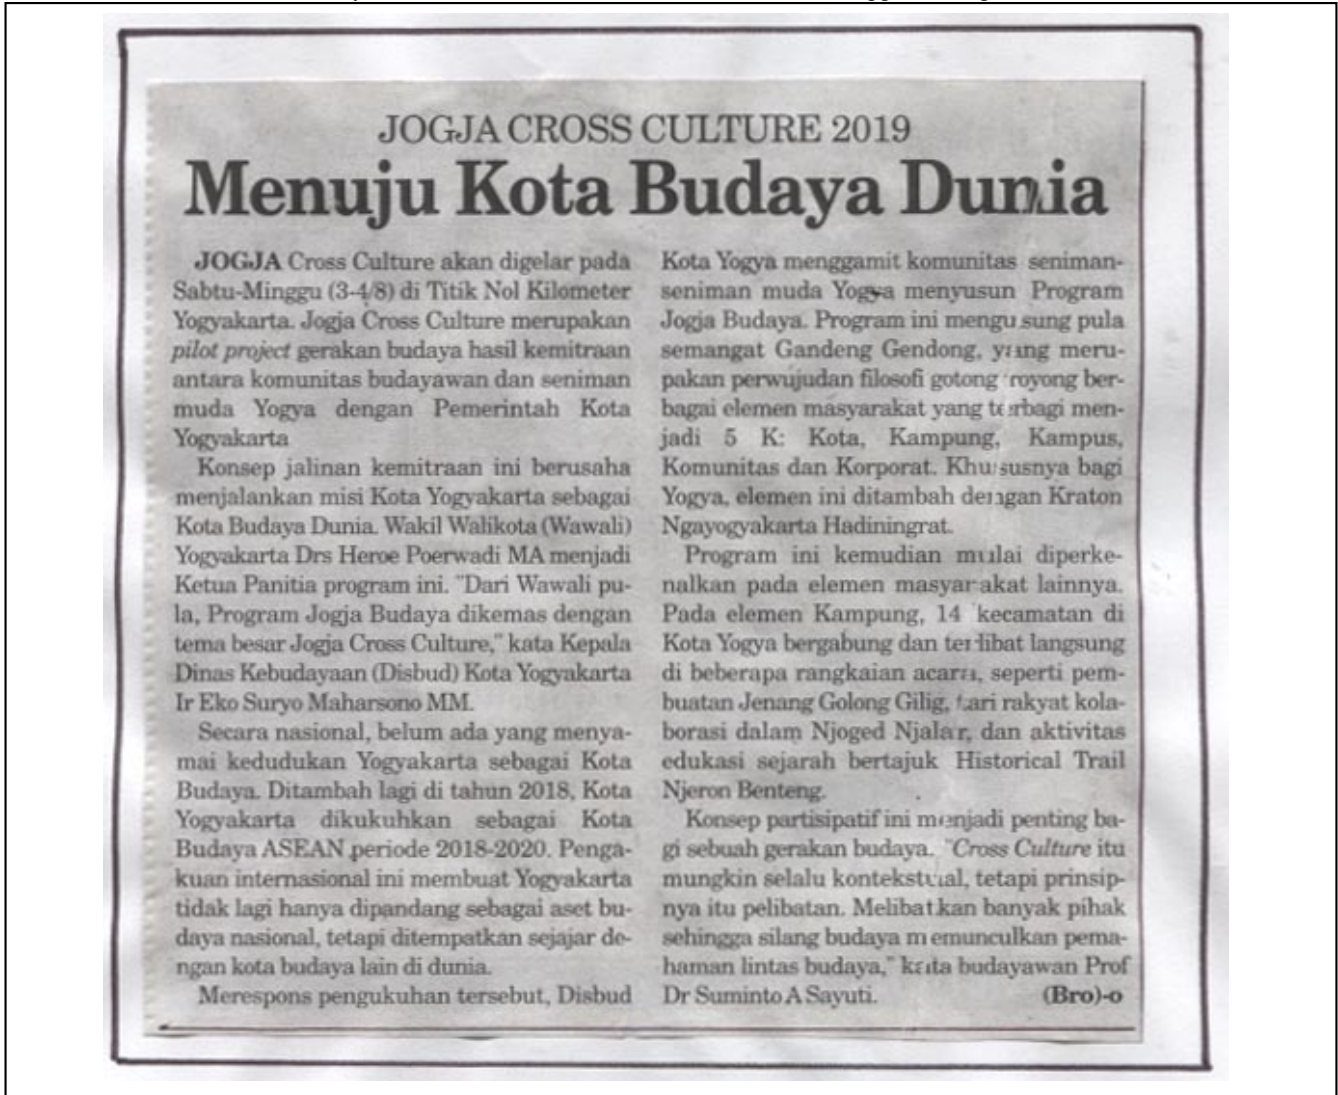 JOGJA CROSS CULTURE 2019
Menuju Kota Budaya Dunia
JOGJA Cross Culture akan digelar pada
Sabtu-Minggu (3-4/8) di Titik Nol Kilometer
Yogyakarta. Jogja Cross Culture merupakan
pilot project gerakan budaya hasil kemitraan
antara komunitas budayawan dan seniman
muda Yogya dengan Pemerintah Kota
Yogyakarta
Konsep jalinan kemitraan ini berusaha
menjalankan misi Kota Yogyakarta sebagai
Kota Budaya Dunia. Wakil Walikota (Wawali)
Yogyakarta Drs Heroe Poerwadi MA menjadi
Ketua Panitia program ini. "Dari Wawali pu-
la, Program Jogja Budaya dikemas dengan
tema besar Jogja Cross Culture," kata Kepala
Dinas Kebudayaan (Disbud) Kota Yogyakarta
Ir Eko Suryo Maharsono MM.
Secara nasional, belum ada yang menya-
mai kedudukan Yogyakarta sebagai Kota
Budaya. Ditambah lagi di tahun 2018, Kota
Yogyakarta dikukuhkan sebagai Kota
Budaya ASEAN periode 2018-2020. Penga-
kuan internasional ini membuat Yogyakarta
tidak lagi hanya dipandang sebagai aset bu-
daya nasional, tetapi ditempatkan sejajar de-
ngan kota budaya lain di dunia.
Merespons pengukuhan tersebut, Disbud
Kota Yogya menggamit komunitas seniman-
seniman muda Yogya menyusun Program
Jogja Budaya. Program ini mengusung pula
semangat Gandeng Gendong, yang meru-
pakan perwujudan filosofi gotong royong ber-
bagai elemen masyarakat yang terbagi men-
jadi 5 K: Kota, Kampung, Kampus,
Komunitas dan Korporat. Khususnya bagi
Yogya, elemen ini ditambah dengan Kraton
Ngayogyakarta Hadiningrat.
Program ini kemudian mulai diperke-
nalkan pada elemen masyarakat lainnya.
Pada elemen Kampung, 14 kecamatan di
Kota Yogya bergabung dan terlibat langsung
di beberapa rangkaian acara, seperti pem-
buatan Jenang Golong Gilig, tari rakyat kola-
borasi dalam Njoged Njalar, dan aktivitas
edukasi sejarah bertajuk Historical Trail
Njeron Benteng.
Konsep partisipatif ini menjadi penting ba-
gi sebuah gerakan budaya. "Cross Culture itu
mungkin selalu kontekstual, tetapi prinsip-
nya itu pelibatan. Melibatkan banyak pihak
sehingga silang budaya memunculkan pema-
haman lintas budaya," kata budayawan Prof
Dr Suminto A Sayuti. (Bro)-o